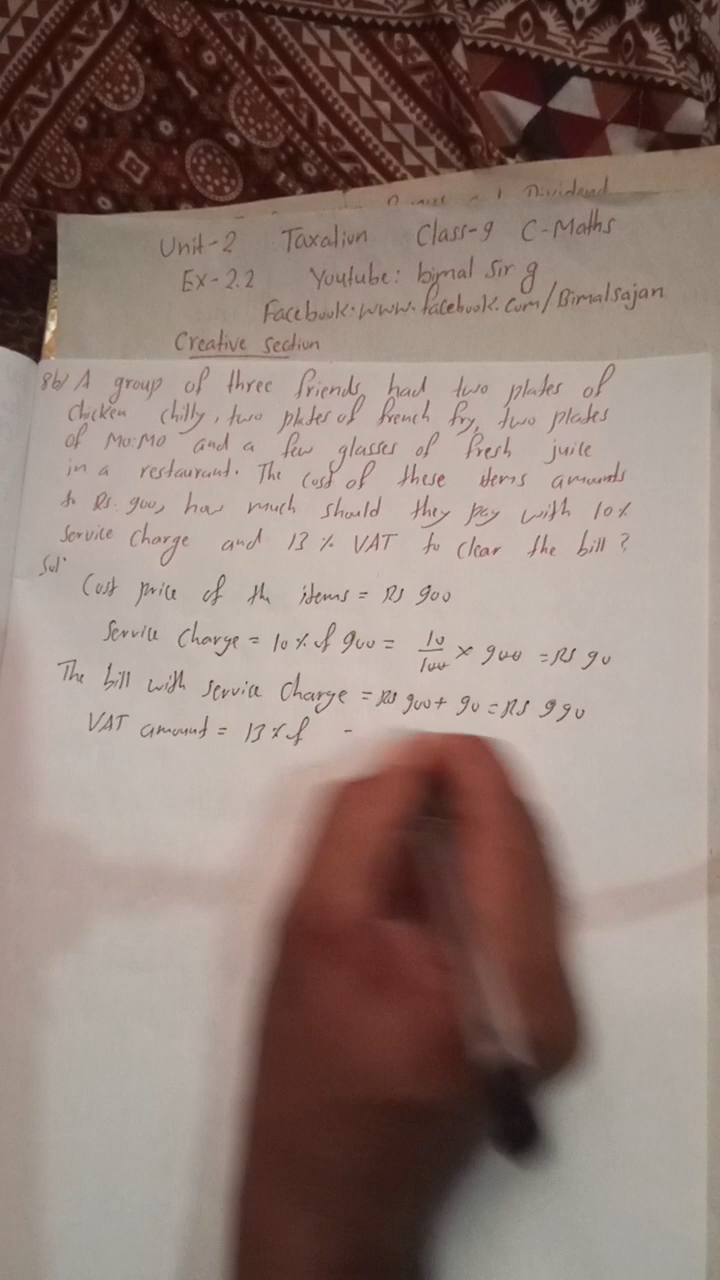 Dividend
Unit-2 Taxation Class-9 C-Maths
Ex-2.2 Youtube: bimal sir g
Facebook:www.facebook.com/Bimalsajan
Creative section
8b) A group of three friends had two plates of
chicken chilly, two plates of french fry, two plates
of Mo:Mo and a few glasses of fresh juice
in a restaurant. The cost of these items amounts
to Rs. 900, how much should they pay with 10%
service charge and 13 % VAT to clear the bill ?
Sol:
Cost price of the items = Rs 900
Service charge = 10 % of 900 = 10/100 × 900 = Rs 90
The bill with service charge = Rs 900 + 90 = Rs 990
VAT amount = 13 % of